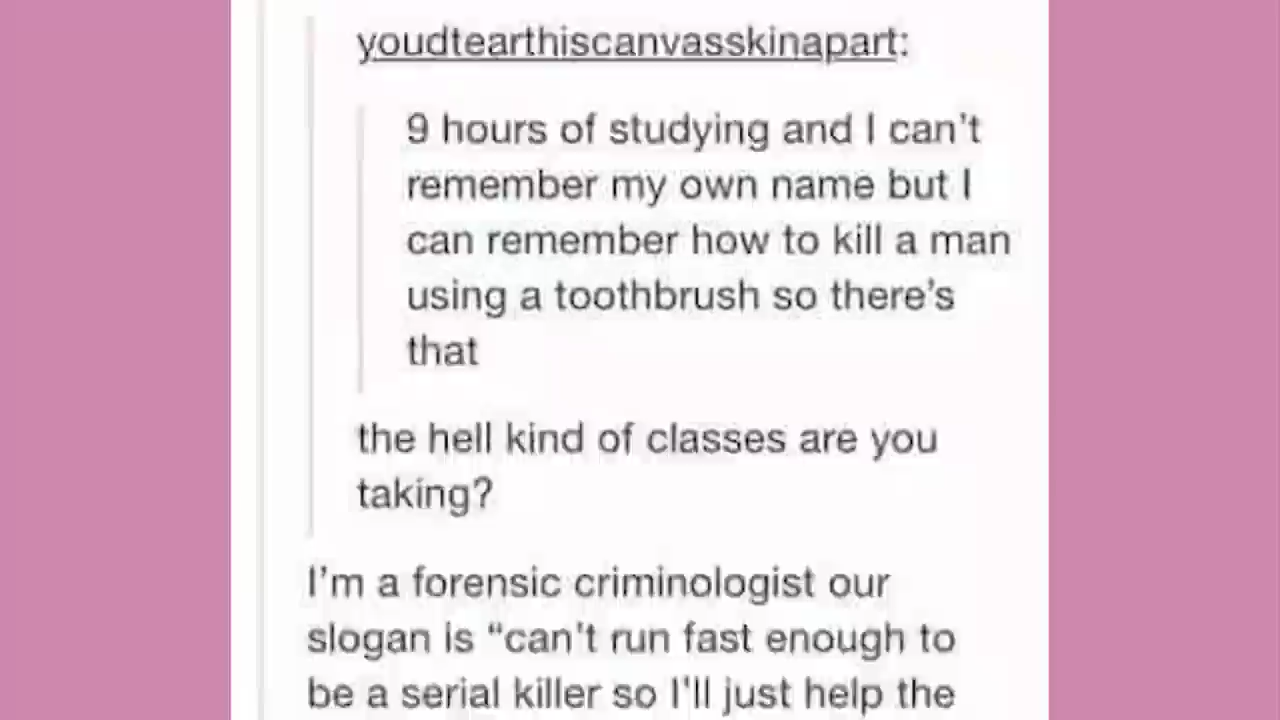 youdtearthiscanvasskinapart:
9 hours of studying and I can't
remember my own name but I
can remember how to kill a man
using a toothbrush so there's
that
the hell kind of classes are you
taking?
I'm a forensic criminologist our
slogan is “can't run fast enough to
be a serial killer so I'll just help the